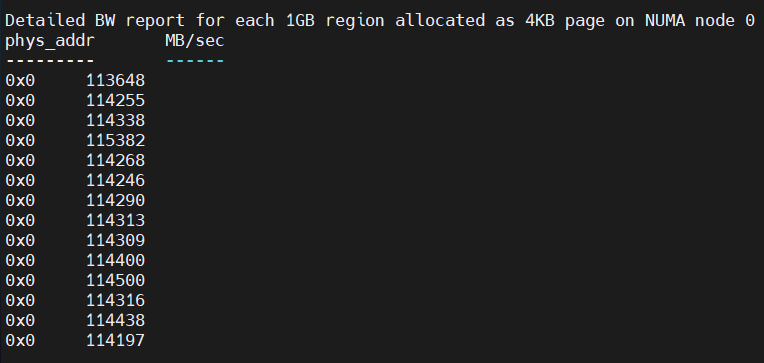 Detailed BW report for each 1GB region allocated as 4KB page on NUMA node 0
phys_addr MB/sec
--------- ------
0x0 113648
0x0 114255
0x0 114338
0x0 115382
0x0 114268
0x0 114246
0x0 114290
0x0 114313
0x0 114309
0x0 114400
0x0 114500
0x0 114316
0x0 114438
0x0 114197